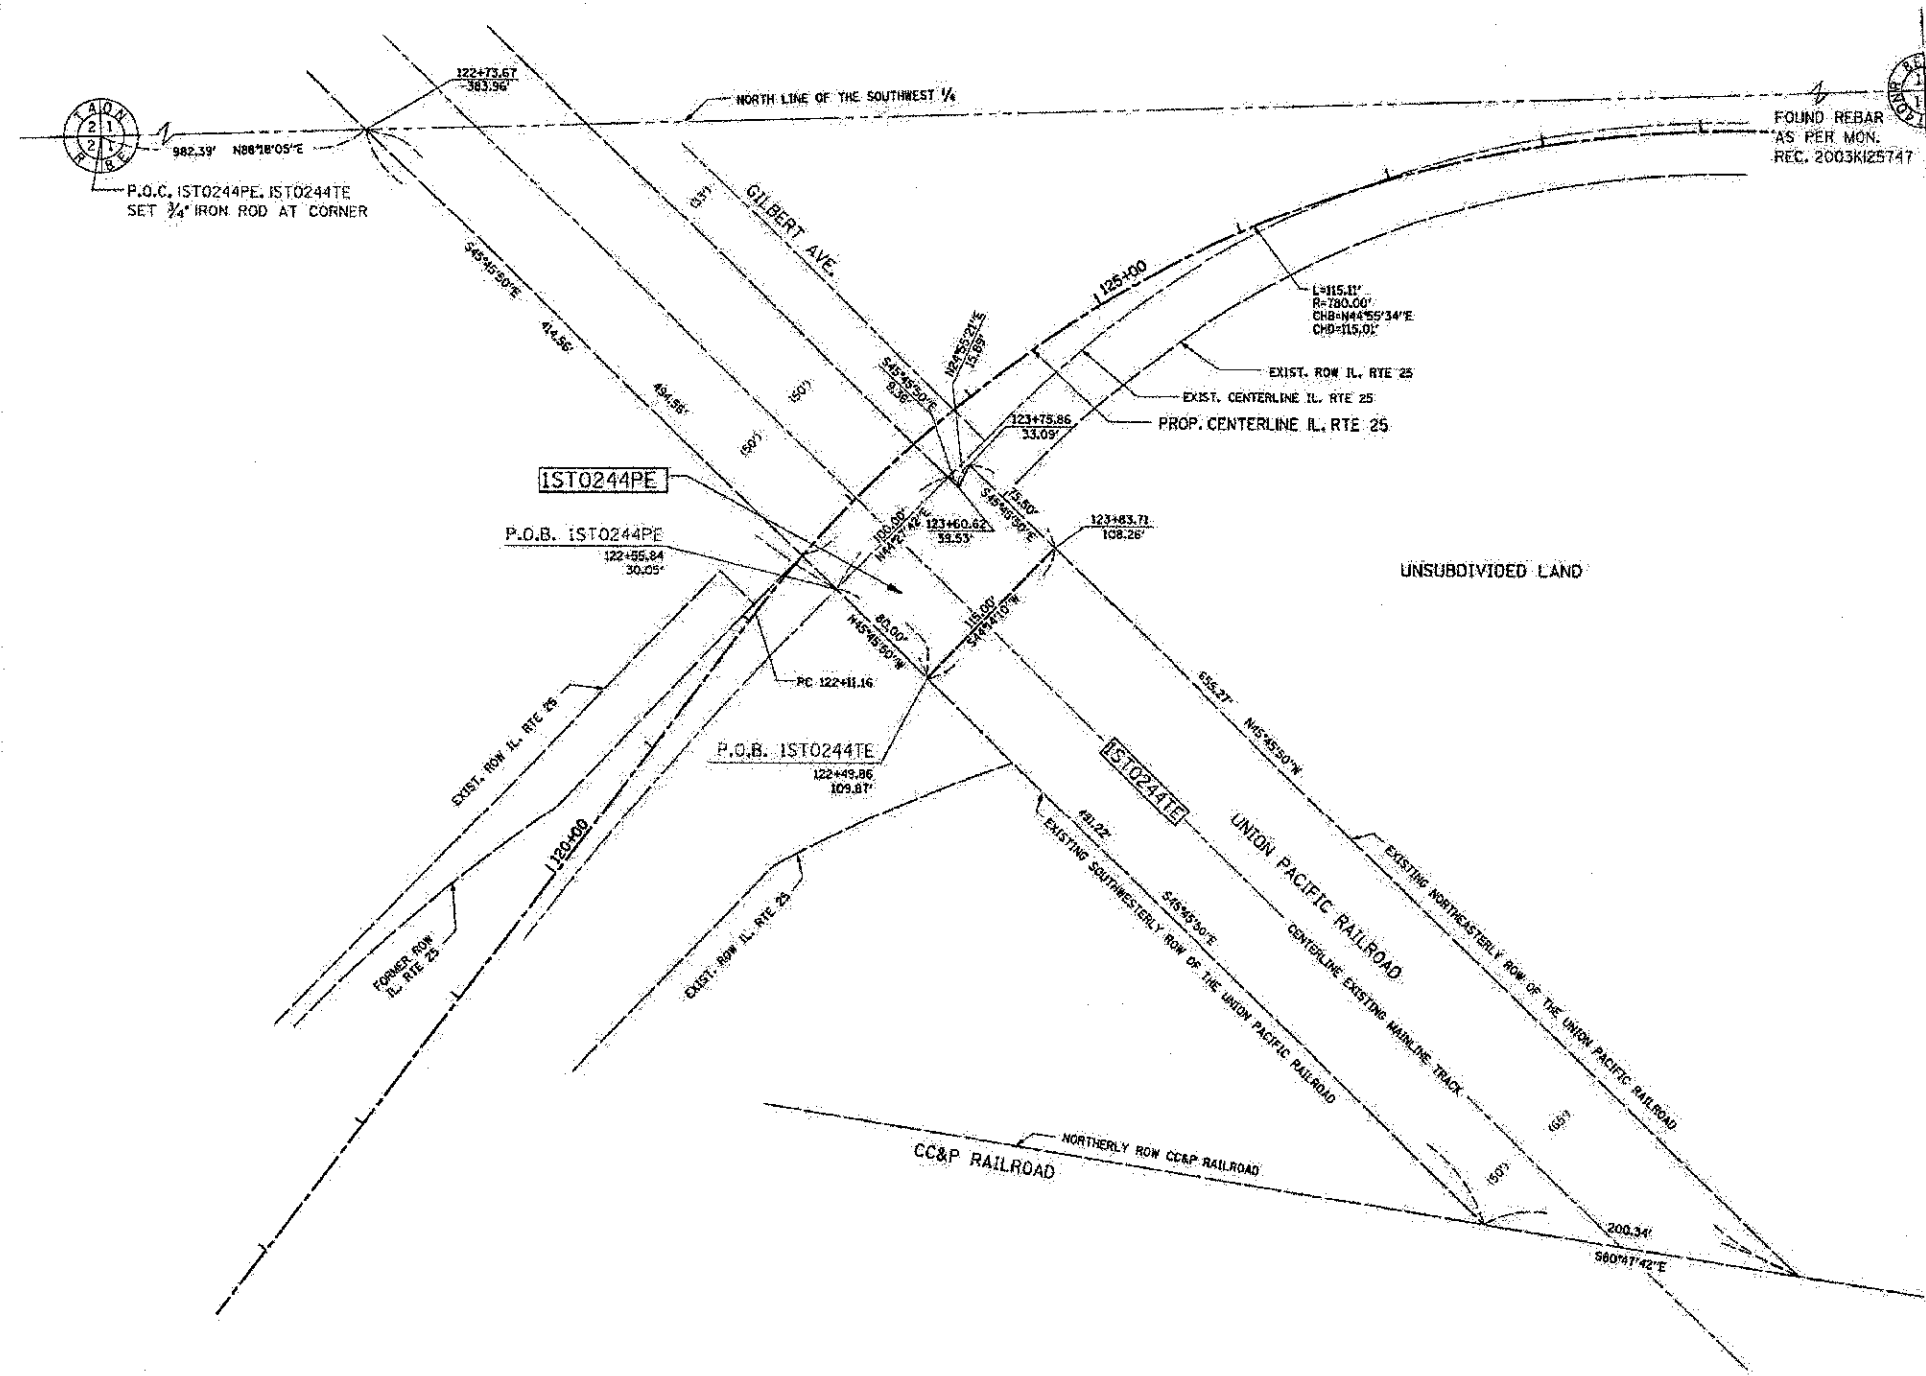 122+73.67
-383.96'
NORTH LINE OF THE SOUTHWEST 1/4
982.39' N88°18'05"E
P.O.C. 1ST0244PE, 1ST0244TE
SET 3/4" IRON ROD AT CORNER
FOUND REBAR
AS PER MON.
REC. 2003K125747
(33')
GILBERT AVE.
S45°45'50"E
414.56'
494.56'
(50')
(50')
S45°45'50"E
9.36'
N24°55'21"E
15.89'
125+00
L=115.11'
R=780.00'
CHB=N44°55'34"E
CHD=115.01'
EXIST. ROW IL. RTE 25
EXIST. CENTERLINE IL. RTE 25
PROP. CENTERLINE IL. RTE 25
123+75.86
33.09'
1ST0244PE
P.O.B. 1ST0244PE
122+55.84
30.05'
100.00'
N44°27'42"E
123+60.62
39.53'
75.50'
S45°45'50"E
123+83.71
108.26'
UNSUBDIVIDED LAND
80.00'
N45°45'50"W
115.00'
S44°14'10"W
PC 122+11.16
P.O.B. 1ST0244TE
122+49.86
109.87'
655.27'
N45°45'50"W
EXIST. ROW IL. RTE 25
120+00
FORMER ROW
IL. RTE 25
EXIST. ROW IL. RTE 25
1ST0244TE
UNION PACIFIC RAILROAD
CENTERLINE EXISTING MAINLINE TRACK
491.22'
S45°45'50"E
EXISTING SOUTHWESTERLY ROW OF THE UNION PACIFIC RAILROAD
EXISTING NORTHEASTERLY ROW OF THE UNION PACIFIC RAILROAD
(65')
(50')
NORTHERLY ROW CC&P RAILROAD
CC&P RAILROAD
200.34'
S80°47'42"E